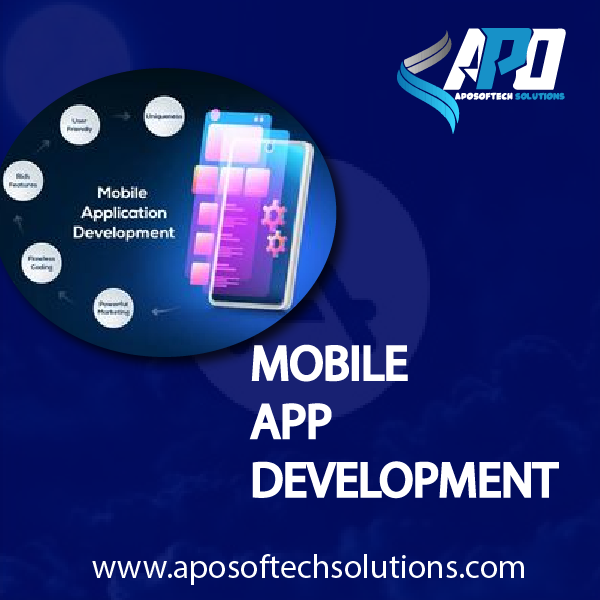 APO
APOSOFTECH SOLUTIONS
Uniqueness
User
Friendly
Rich
Features
Mobile
Application
Development
Flawless
Coding
Powerful
Marketing
MOBILE
APP
DEVELOPMENT
www.aposoftechsolutions.com